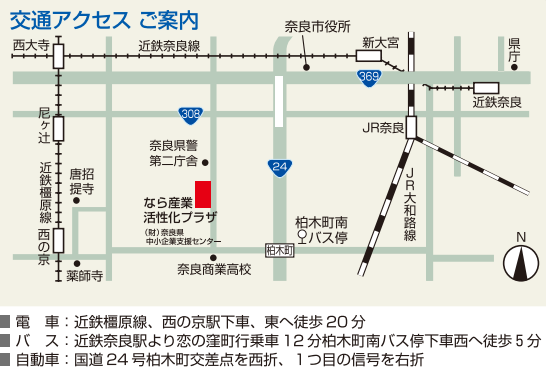 交通アクセス ご案内
西大寺
近鉄奈良線
奈良市役所
新大宮
県庁
369
近鉄奈良
308
尼ヶ辻
JR奈良
奈良県警
第二庁舎
24
近鉄橿原線
唐招
提寺
なら産業
活性化プラザ
(財)奈良県
中小企業支援センター
JR大和路線
柏木町南
バス停
西の京
柏木町
N
薬師寺
奈良商業高校
■ 電　車：近鉄橿原線、西の京駅下車、東へ徒歩20分
■ バ　ス：近鉄奈良駅より恋の窪町行乗車12分柏木町南バス停下車西へ徒歩5分
■ 自動車：国道24号柏木町交差点を西折、1つ目の信号を右折